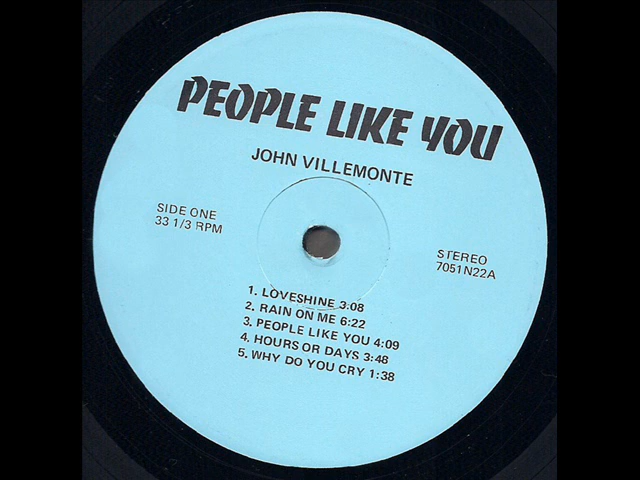 PEOPLE LIKE YOU
JOHN VILLEMONTE
SIDE ONE
33 1/3 RPM
STEREO
7051N22A
1. LOVESHINE 3:08
2. RAIN ON ME 6:22
3. PEOPLE LIKE YOU 4:09
4. HOURS OR DAYS 3:48
5. WHY DO YOU CRY 1:38